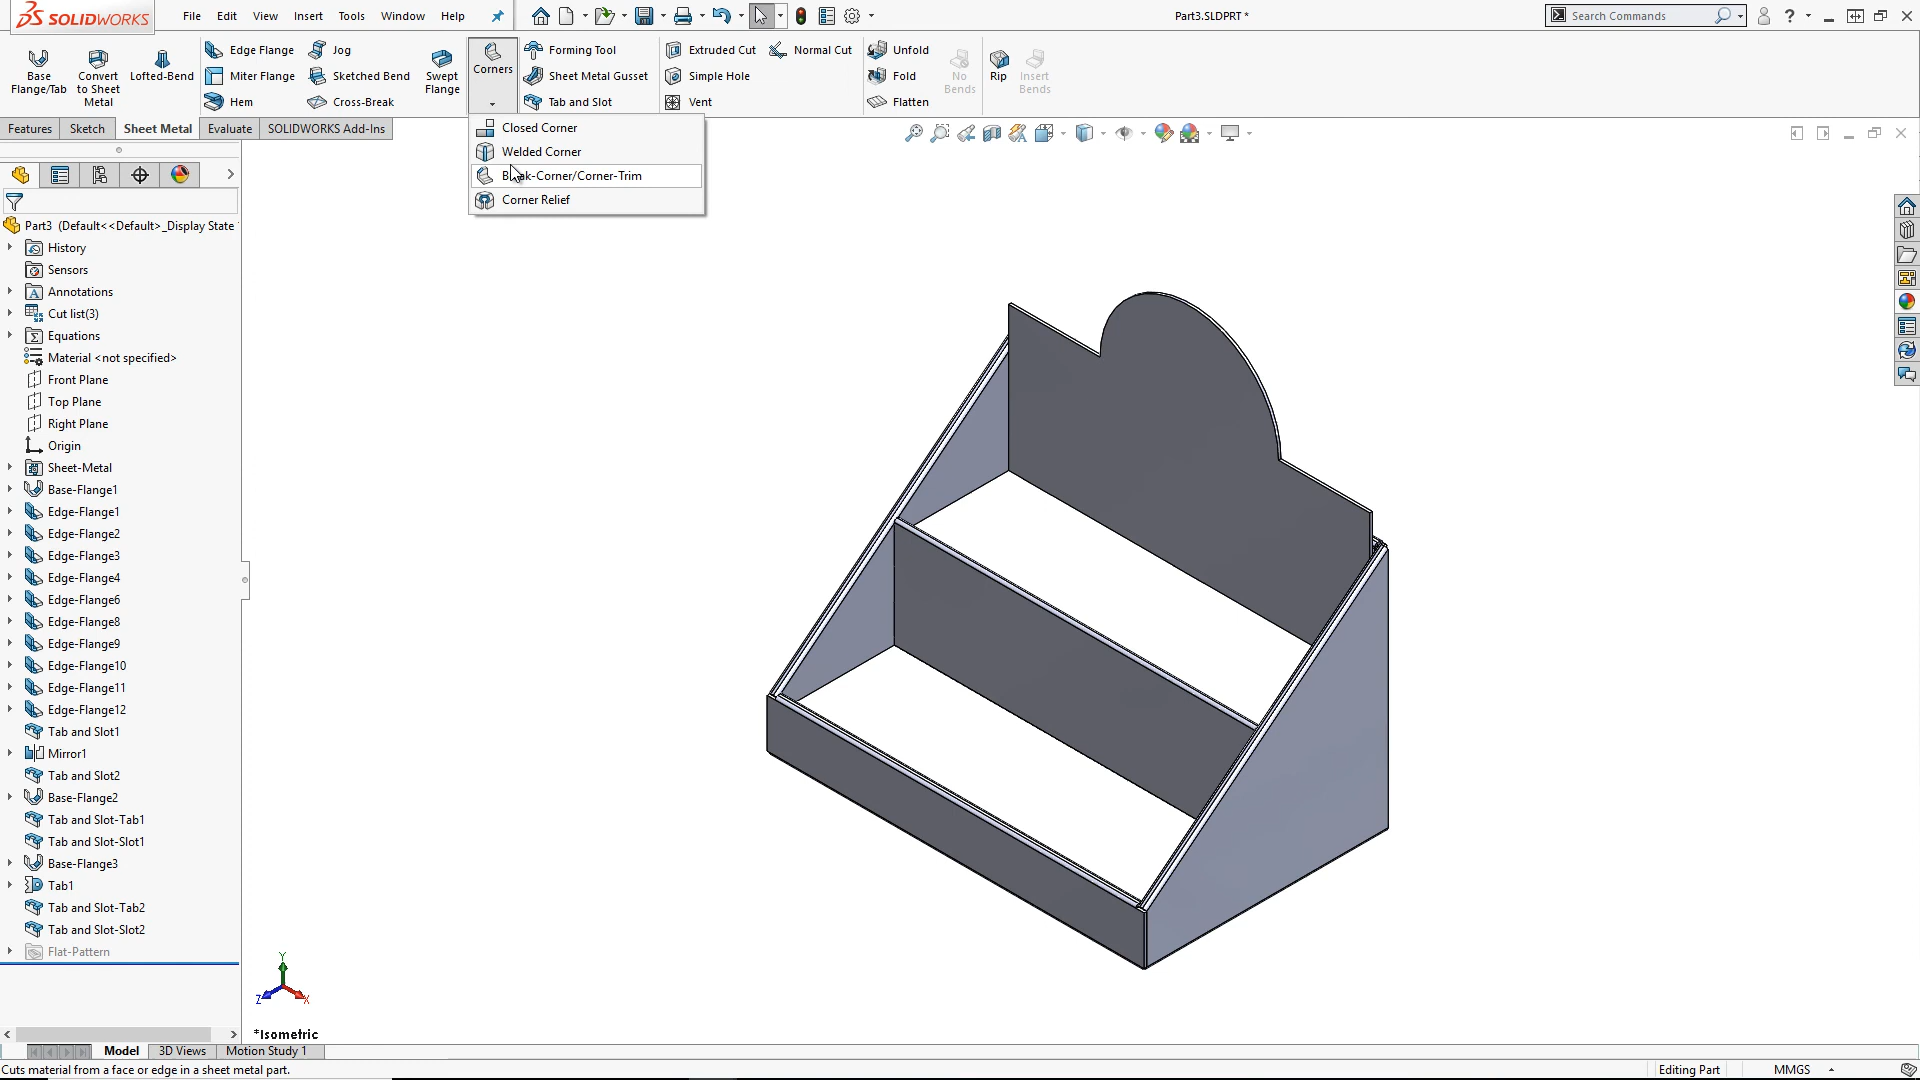 SOLIDWORKS File Edit View Insert Tools Window Help Part3.SLDPRT * Search Commands
Base Flange/Tab
Convert to Sheet Metal
Lofted-Bend
Edge Flange
Miter Flange
Hem
Jog
Sketched Bend
Cross-Break
Swept Flange
Corners
Forming Tool
Sheet Metal Gusset
Tab and Slot
Extruded Cut
Simple Hole
Vent
Normal Cut
Unfold
Fold
Flatten
No Bends
Rip
Insert Bends
Features Sketch Sheet Metal Evaluate SOLIDWORKS Add-Ins
Closed Corner
Welded Corner
Break-Corner/Corner-Trim
Corner Relief
Part3 (Default<<Default>_Display State
History
Sensors
Annotations
Cut list(3)
Equations
Material <not specified>
Front Plane
Top Plane
Right Plane
Origin
Sheet-Metal
Base-Flange1
Edge-Flange1
Edge-Flange2
Edge-Flange3
Edge-Flange4
Edge-Flange6
Edge-Flange8
Edge-Flange9
Edge-Flange10
Edge-Flange11
Edge-Flange12
Tab and Slot1
Mirror1
Tab and Slot2
Base-Flange2
Tab and Slot-Tab1
Tab and Slot-Slot1
Base-Flange3
Tab1
Tab and Slot-Tab2
Tab and Slot-Slot2
Flat-Pattern
Y
Z X
*Isometric
Model 3D Views Motion Study 1
Cuts material from a face or edge in a sheet metal part. Editing Part MMGS